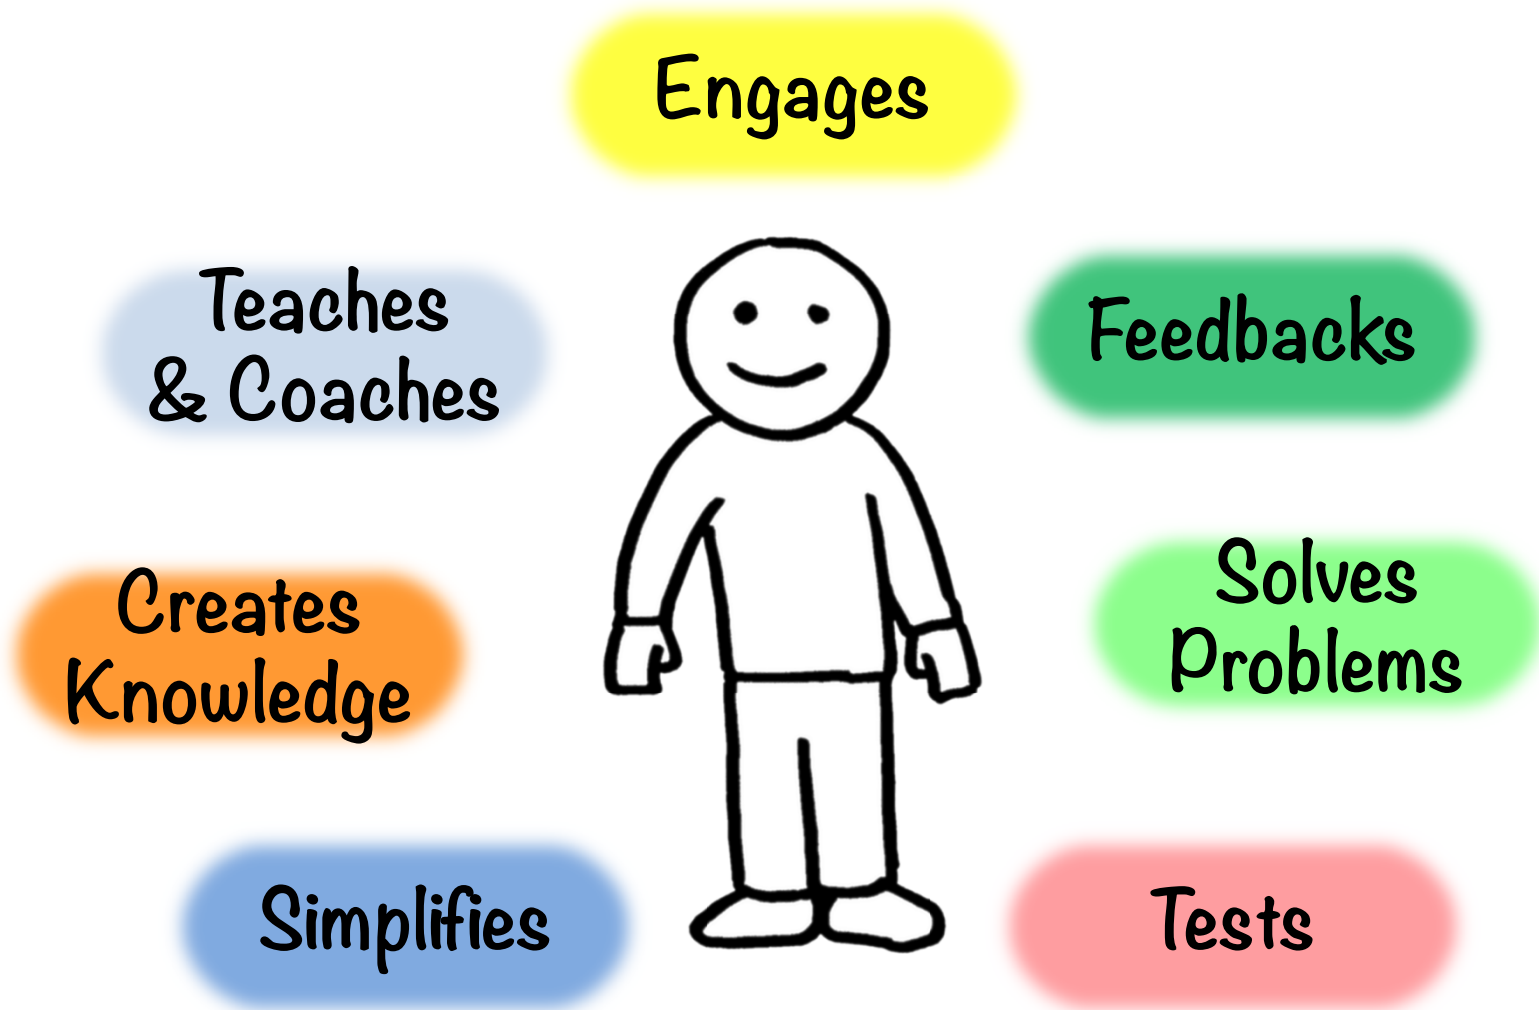 Engages
Teaches
& Coaches
Feedbacks
Creates
Knowledge
Solves
Problems
Simplifies
Tests